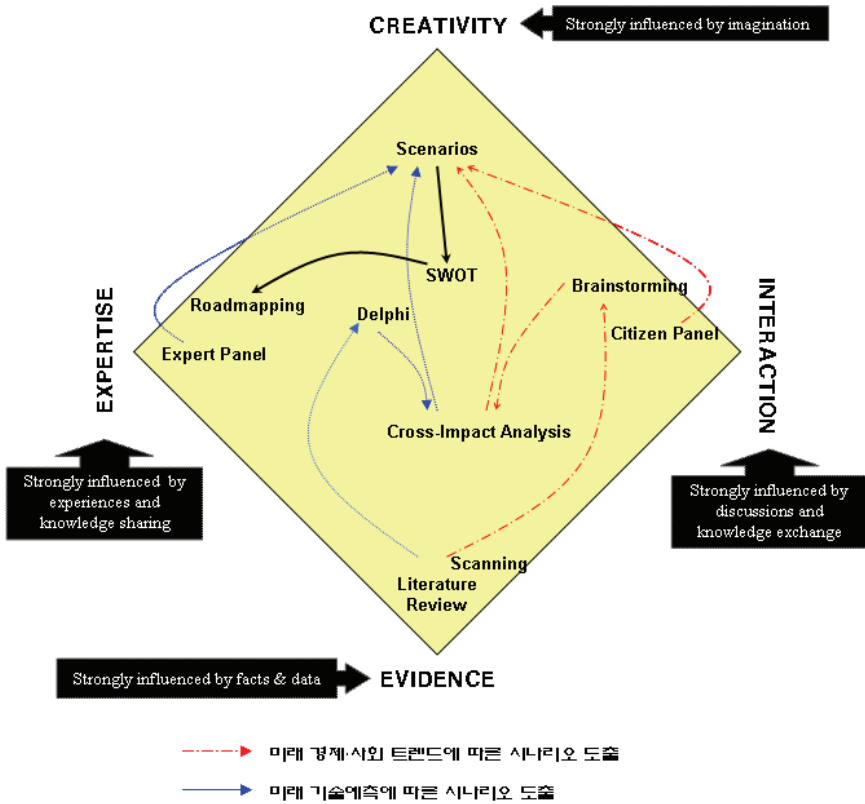 CREATIVITY
Strongly influenced by imagination
Scenarios
SWOT
Roadmapping
Delphi
Brainstorming
Expert Panel
Citizen Panel
EXPERTISE
INTERACTION
Cross-Impact Analysis
Strongly influenced by
experiences and
knowledge sharing
Strongly influenced by
discussions and
knowledge exchange
Scanning
Literature
Review
Strongly influenced by facts & data
EVIDENCE
미래 경제·사회 트렌드에 따른 시나리오 도출
미래 기술예측에 따른 시나리오 도출